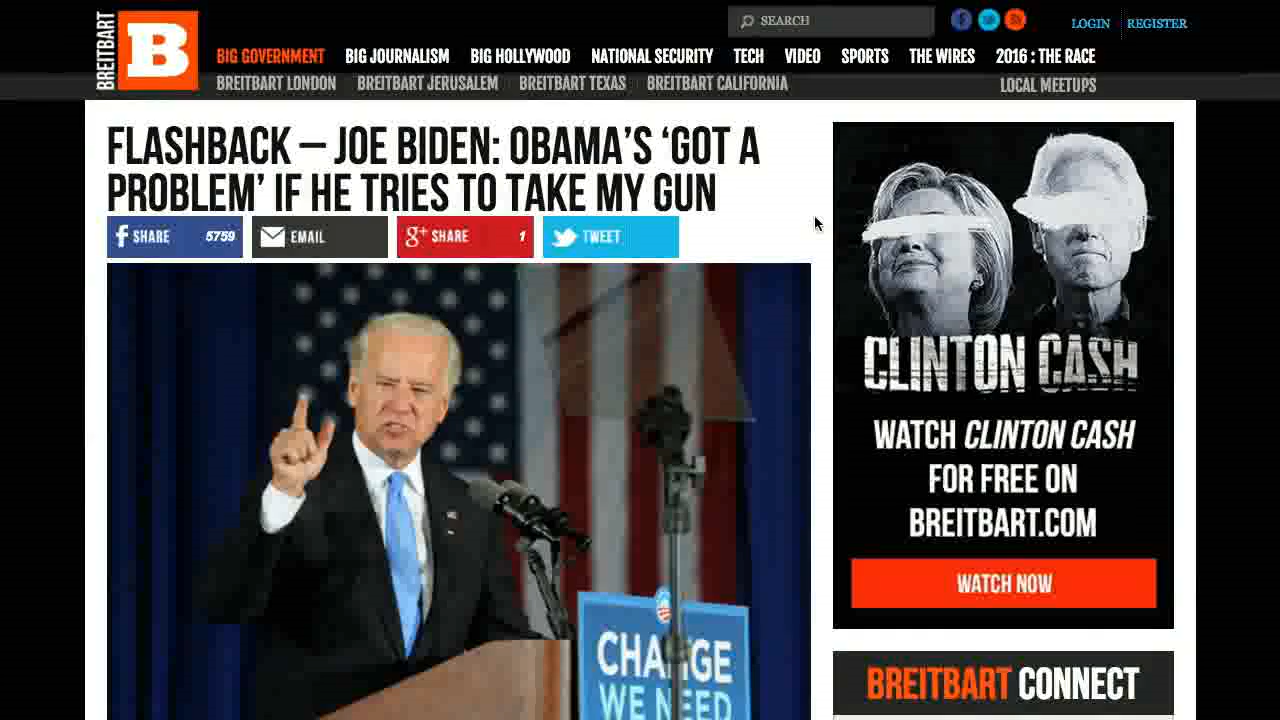 BREITBART
B
SEARCH
LOGIN
REGISTER
BIG GOVERNMENT BIG JOURNALISM BIG HOLLYWOOD NATIONAL SECURITY TECH VIDEO SPORTS THE WIRES 2016 : THE RACE
BREITBART LONDON BREITBART JERUSALEM BREITBART TEXAS BREITBART CALIFORNIA LOCAL MEETUPS
FLASHBACK – JOE BIDEN: OBAMA'S 'GOT A
PROBLEM' IF HE TRIES TO TAKE MY GUN
f SHARE 5759 EMAIL g+ SHARE 1 TWEET
CHANGE
WE NEED
CLINTON CASH
WATCH CLINTON CASH
FOR FREE ON
BREITBART.COM
WATCH NOW
BREITBART CONNECT